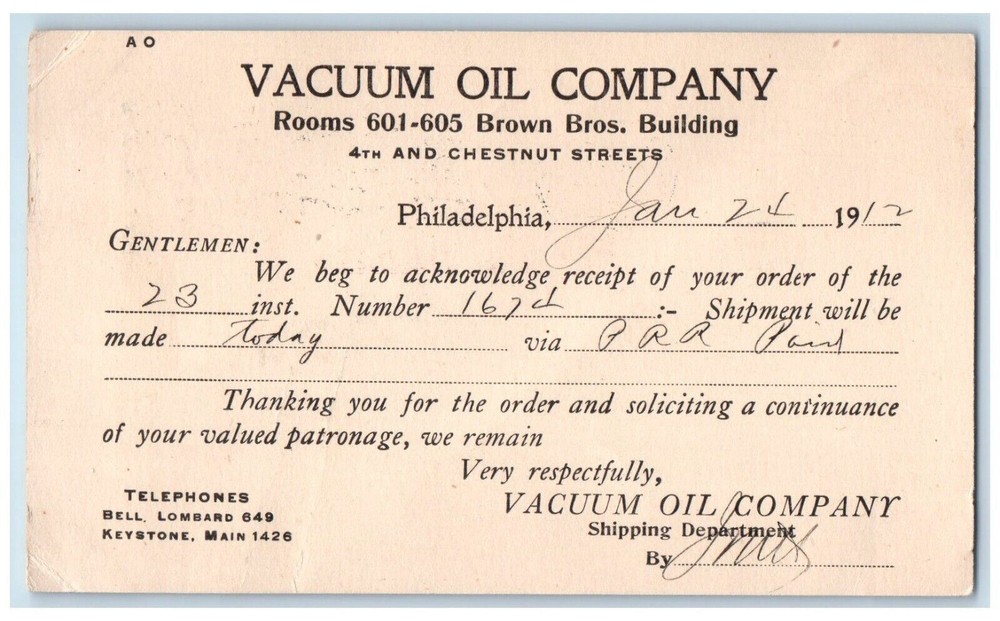 A O
VACUUM OIL COMPANY
Rooms 601-605 Brown Bros. Building
4TH AND CHESTNUT STREETS
Philadelphia, Jan 24 1912
GENTLEMEN:
We beg to acknowledge receipt of your order of the
23 inst. Number 1674 :- Shipment will be
made today via P R R Paid
Thanking you for the order and soliciting a continuance
of your valued patronage, we remain
Very respectfully,
TELEPHONES
BELL, LOMBARD 649
KEYSTONE, MAIN 1426
VACUUM OIL COMPANY
Shipping Department
By